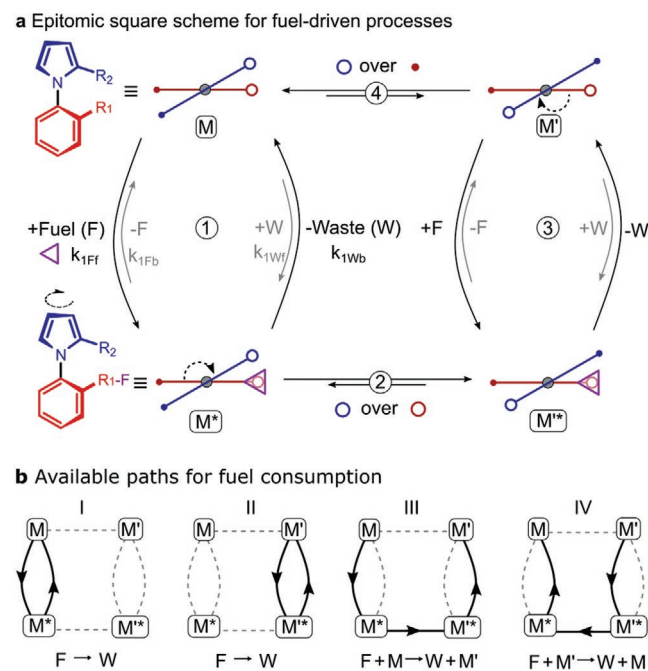 a Epitomic square scheme for fuel-driven processes
R₂
N
R₁
≡
M
over
4
M'
+Fuel (F)
k₁Ff
-F
k₁Fb
1
+W
k₁Wf
-Waste (W)
k₁Wb
+F
-F
3
+W
-W
R₂
N
R₁-F
≡
M*
2
over
M'*
b Available paths for fuel consumption
I II III IV
M M' M M' M M' M M'
M* M'* M* M'* M* M'* M* M'*
F → W F → W F + M → W + M' F + M' → W + M